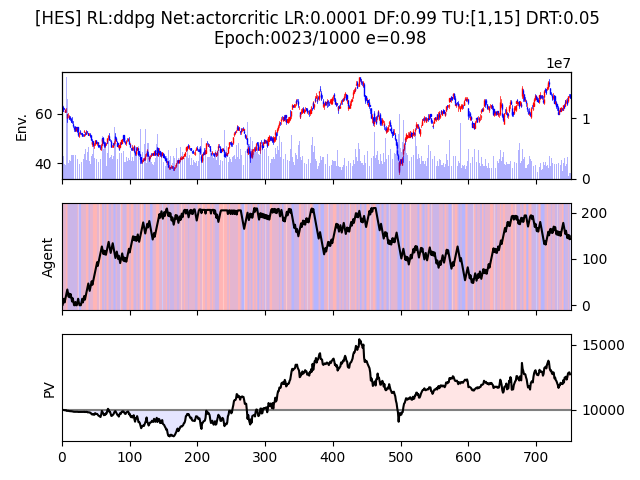 [HES] RL:ddpg Net:actorcritic LR:0.0001 DF:0.99 TU:[1,15] DRT:0.05
Epoch:0023/1000 e=0.98
1e7
Env.
60
40
1
0
Agent
200
100
0
PV
15000
10000
0 100 200 300 400 500 600 700